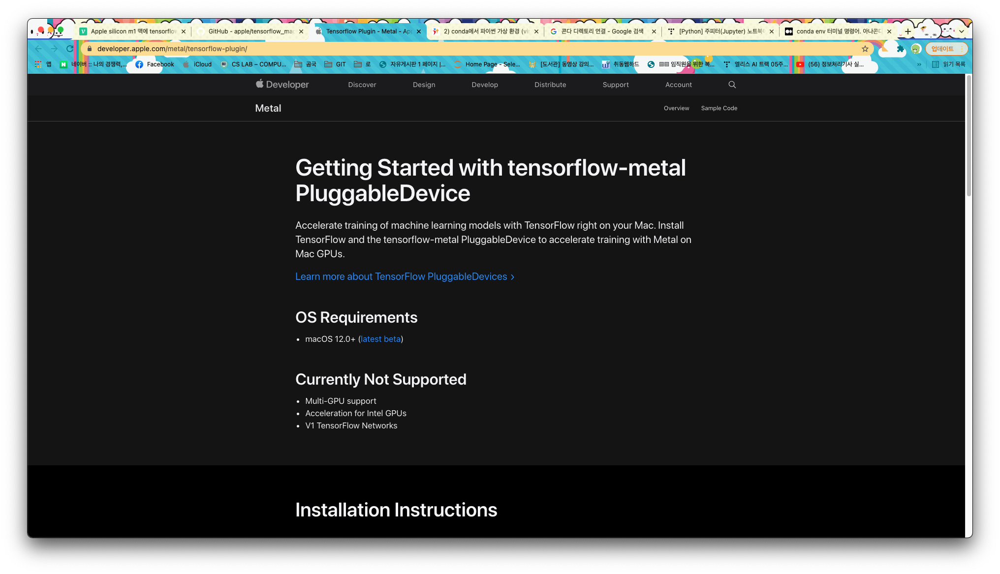 Apple silicon m1 맥에 tensorflow
GitHub - apple/tensorflow_mac
Tensorflow Plugin - Metal - App
2) conda에서 파이썬 가상 환경 (vir
콘다 디렉토리 연결 - Google 검색
[Python] 주피터(Jupyter) 노트북에
conda env 터미널 명령어. 아나콘다
developer.apple.com/metal/tensorflow-plugin/
업데이트
앱
네이버 :: 나의 경쟁력,...
Facebook
iCloud
CS LAB – COMPU...
곰국
GIT
로
자유게시판 1 페이지 |...
Home Page - Sele...
[도서관] 동영상 강의...
취동웹하드
임직원을 위한 복...
엘리스 AI 트랙 05주...
(56) 정보처리기사 실...
»
읽기 목록
Developer
Discover
Design
Develop
Distribute
Support
Account
Metal
Overview
Sample Code
Getting Started with tensorflow-metal
PluggableDevice
Accelerate training of machine learning models with TensorFlow right on your Mac. Install
TensorFlow and the tensorflow-metal PluggableDevice to accelerate training with Metal on
Mac GPUs.
Learn more about TensorFlow PluggableDevices >
OS Requirements
• macOS 12.0+ (latest beta)
Currently Not Supported
• Multi-GPU support
• Acceleration for Intel GPUs
• V1 TensorFlow Networks
Installation Instructions